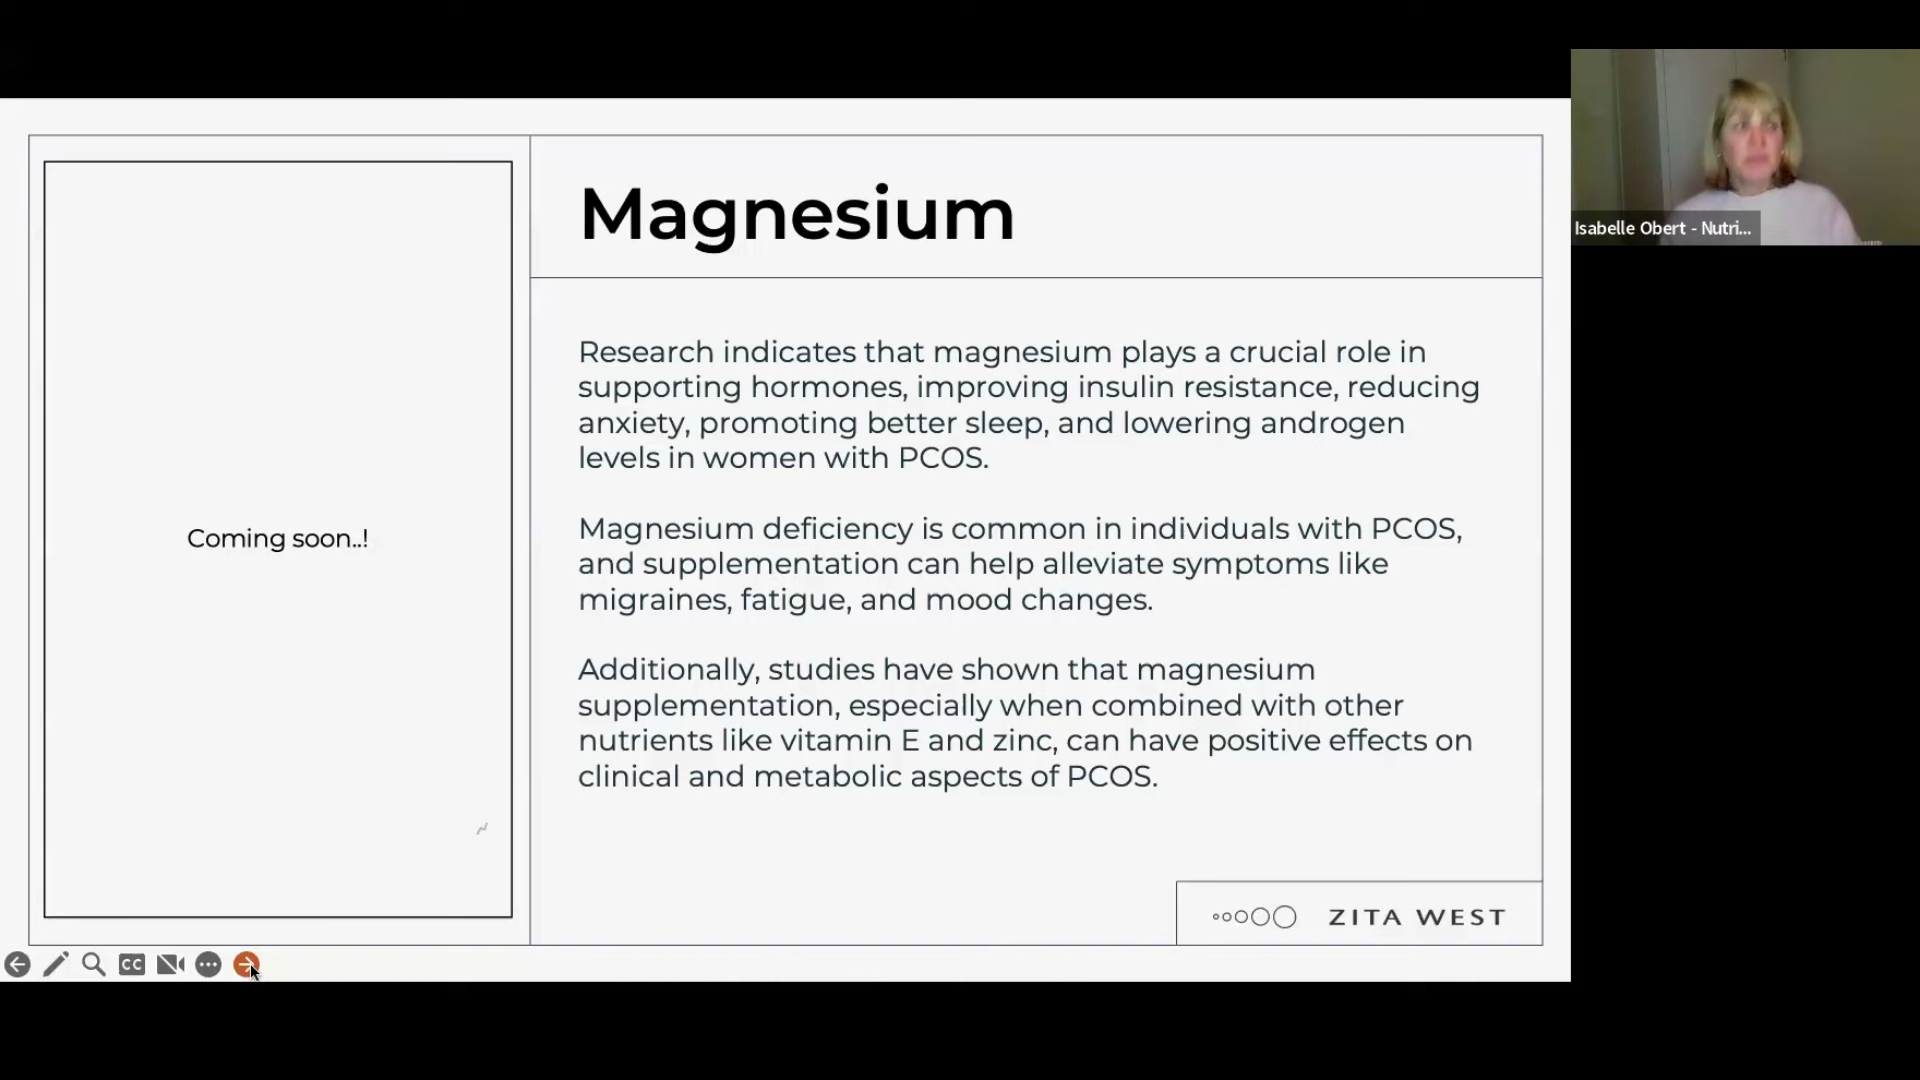 Magnesium
Research indicates that magnesium plays a crucial role in
supporting hormones, improving insulin resistance, reducing
anxiety, promoting better sleep, and lowering androgen
levels in women with PCOS.
Magnesium deficiency is common in individuals with PCOS,
and supplementation can help alleviate symptoms like
migraines, fatigue, and mood changes.
Additionally, studies have shown that magnesium
supplementation, especially when combined with other
nutrients like vitamin E and zinc, can have positive effects on
clinical and metabolic aspects of PCOS.
Coming soon..!
ZITA WEST
CC
Isabelle Obert - Nutri...